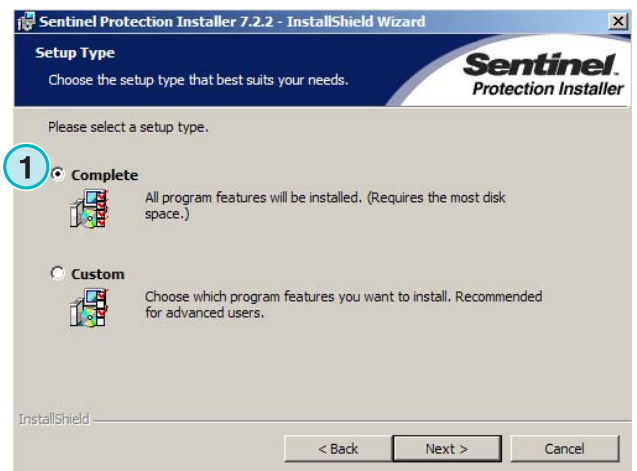 Sentinel Protection Installer 7.2.2 - InstallShield Wizard
Setup Type
Choose the setup type that best suits your needs.
Sentinel.
Protection Installer
Please select a setup type.
1
Complete
All program features will be installed. (Requires the most disk
space.)
Custom
Choose which program features you want to install. Recommended
for advanced users.
InstallShield
< Back
Next >
Cancel